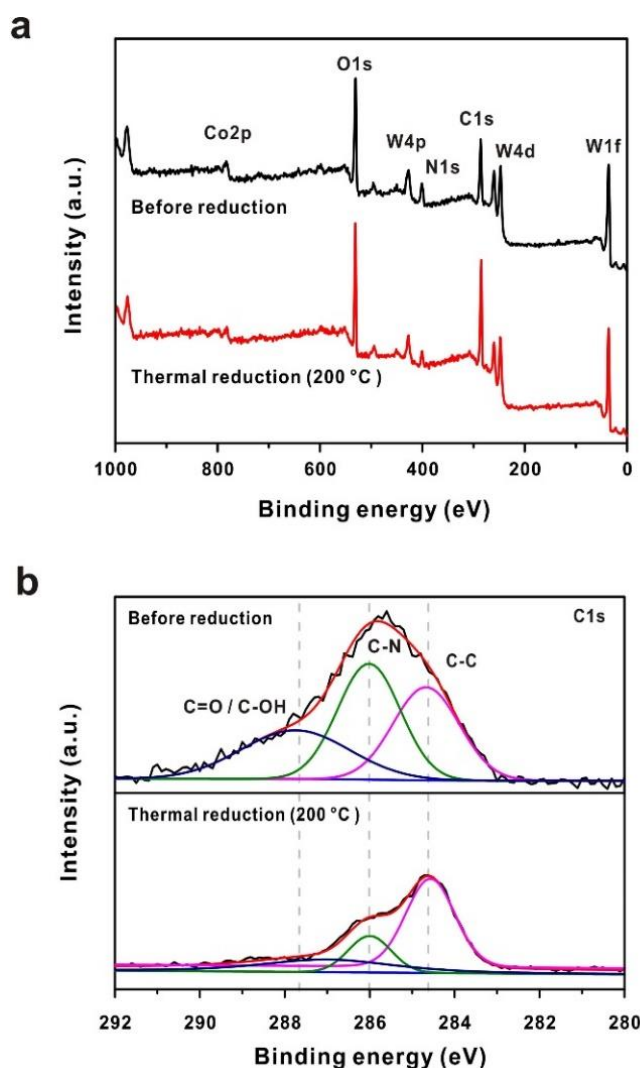 a
O1s
C1s
W4p
W4d
W1f
Co2p
N1s
Before reduction
Thermal reduction (200 °C )
Intensity (a.u.)
1000 800 600 400 200 0
Binding energy (eV)
b
Before reduction
C1s
C-N
C-C
C=O / C-OH
Thermal reduction (200 °C )
Intensity (a.u.)
292 290 288 286 284 282 280
Binding energy (eV)